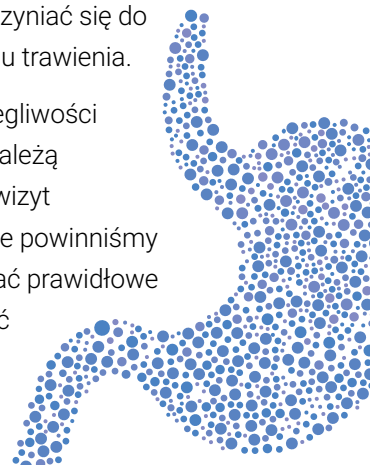 zyniać się do
u trawienia.
egliwości
ależą
wizyt
e powinniśmy
ać prawidłowe
ć